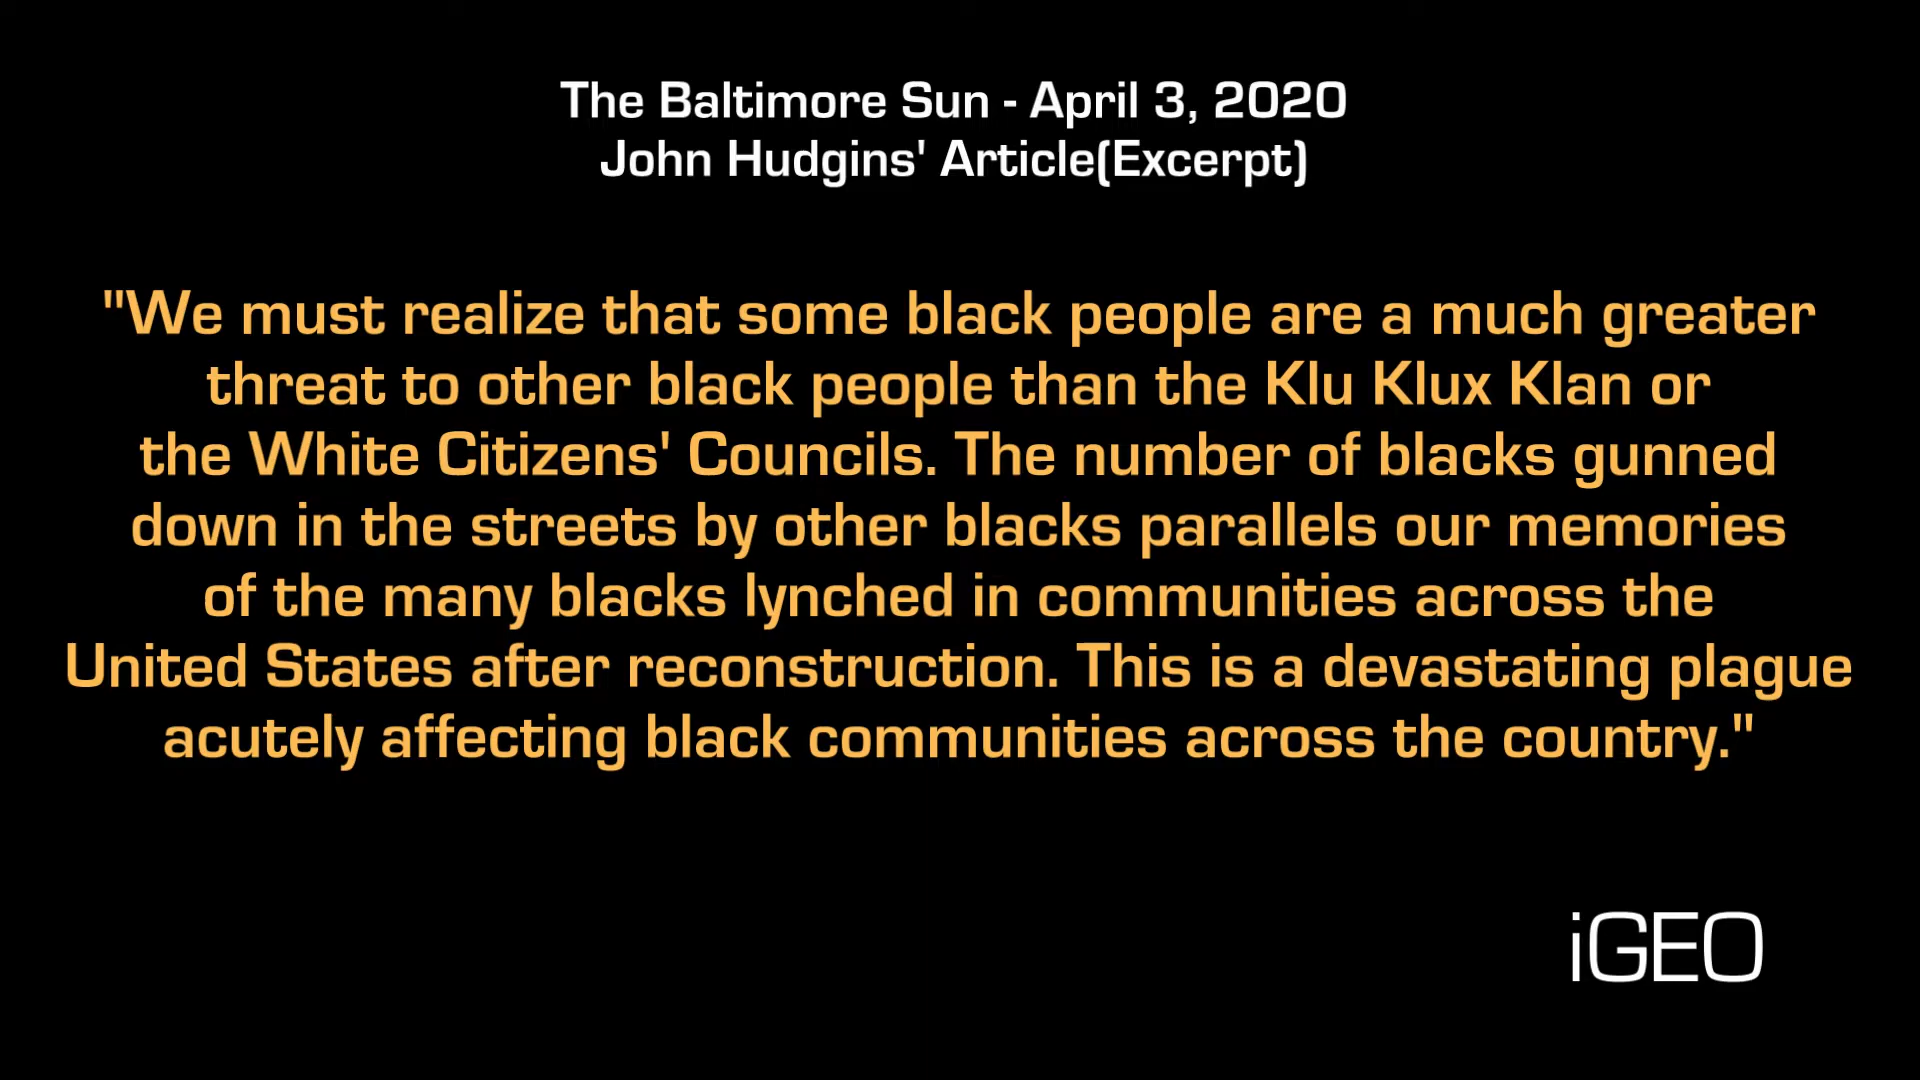 The Baltimore Sun - April 3, 2020
John Hudgins' Article(Excerpt)
"We must realize that some black people are a much greater
threat to other black people than the Klu Klux Klan or
the White Citizens' Councils. The number of blacks gunned
down in the streets by other blacks parallels our memories
of the many blacks lynched in communities across the
United States after reconstruction. This is a devastating plague
acutely affecting black communities across the country."
iGEO